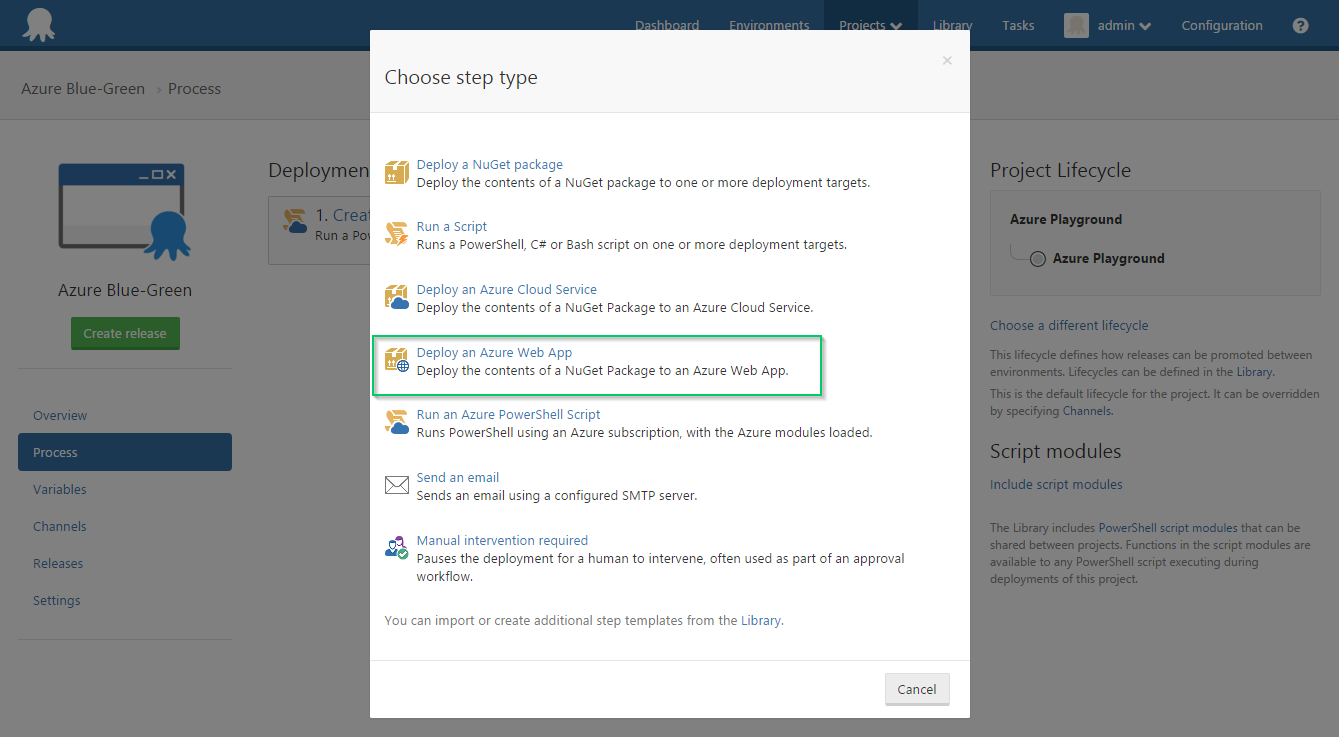 Dashboard Environments Projects Library Tasks admin Configuration ?
Azure Blue-Green › Process
Choose step type
×
Azure Blue-Green
Create release
Overview
Process
Variables
Channels
Releases
Settings
Deploymen
1. Creat
Run a Pow
Deploy a NuGet package
Deploy the contents of a NuGet package to one or more deployment targets.
Run a Script
Runs a PowerShell, C# or Bash script on one or more deployment targets.
Deploy an Azure Cloud Service
Deploy the contents of a NuGet Package to an Azure Cloud Service.
Deploy an Azure Web App
Deploy the contents of a NuGet Package to an Azure Web App.
Run an Azure PowerShell Script
Runs PowerShell using an Azure subscription, with the Azure modules loaded.
Send an email
Sends an email using a configured SMTP server.
Manual intervention required
Pauses the deployment for a human to intervene, often used as part of an approval
workflow.
You can import or create additional step templates from the Library.
Cancel
Project Lifecycle
Azure Playground
Azure Playground
Choose a different lifecycle
This lifecycle defines how releases can be promoted between
environments. Lifecycles can be defined in the Library.
This is the default lifecycle for the project. It can be overridden
by specifying Channels.
Script modules
Include script modules
The Library includes PowerShell script modules that can be
shared between projects. Functions in the script modules are
available to any PowerShell script executing during
deployments of this project.